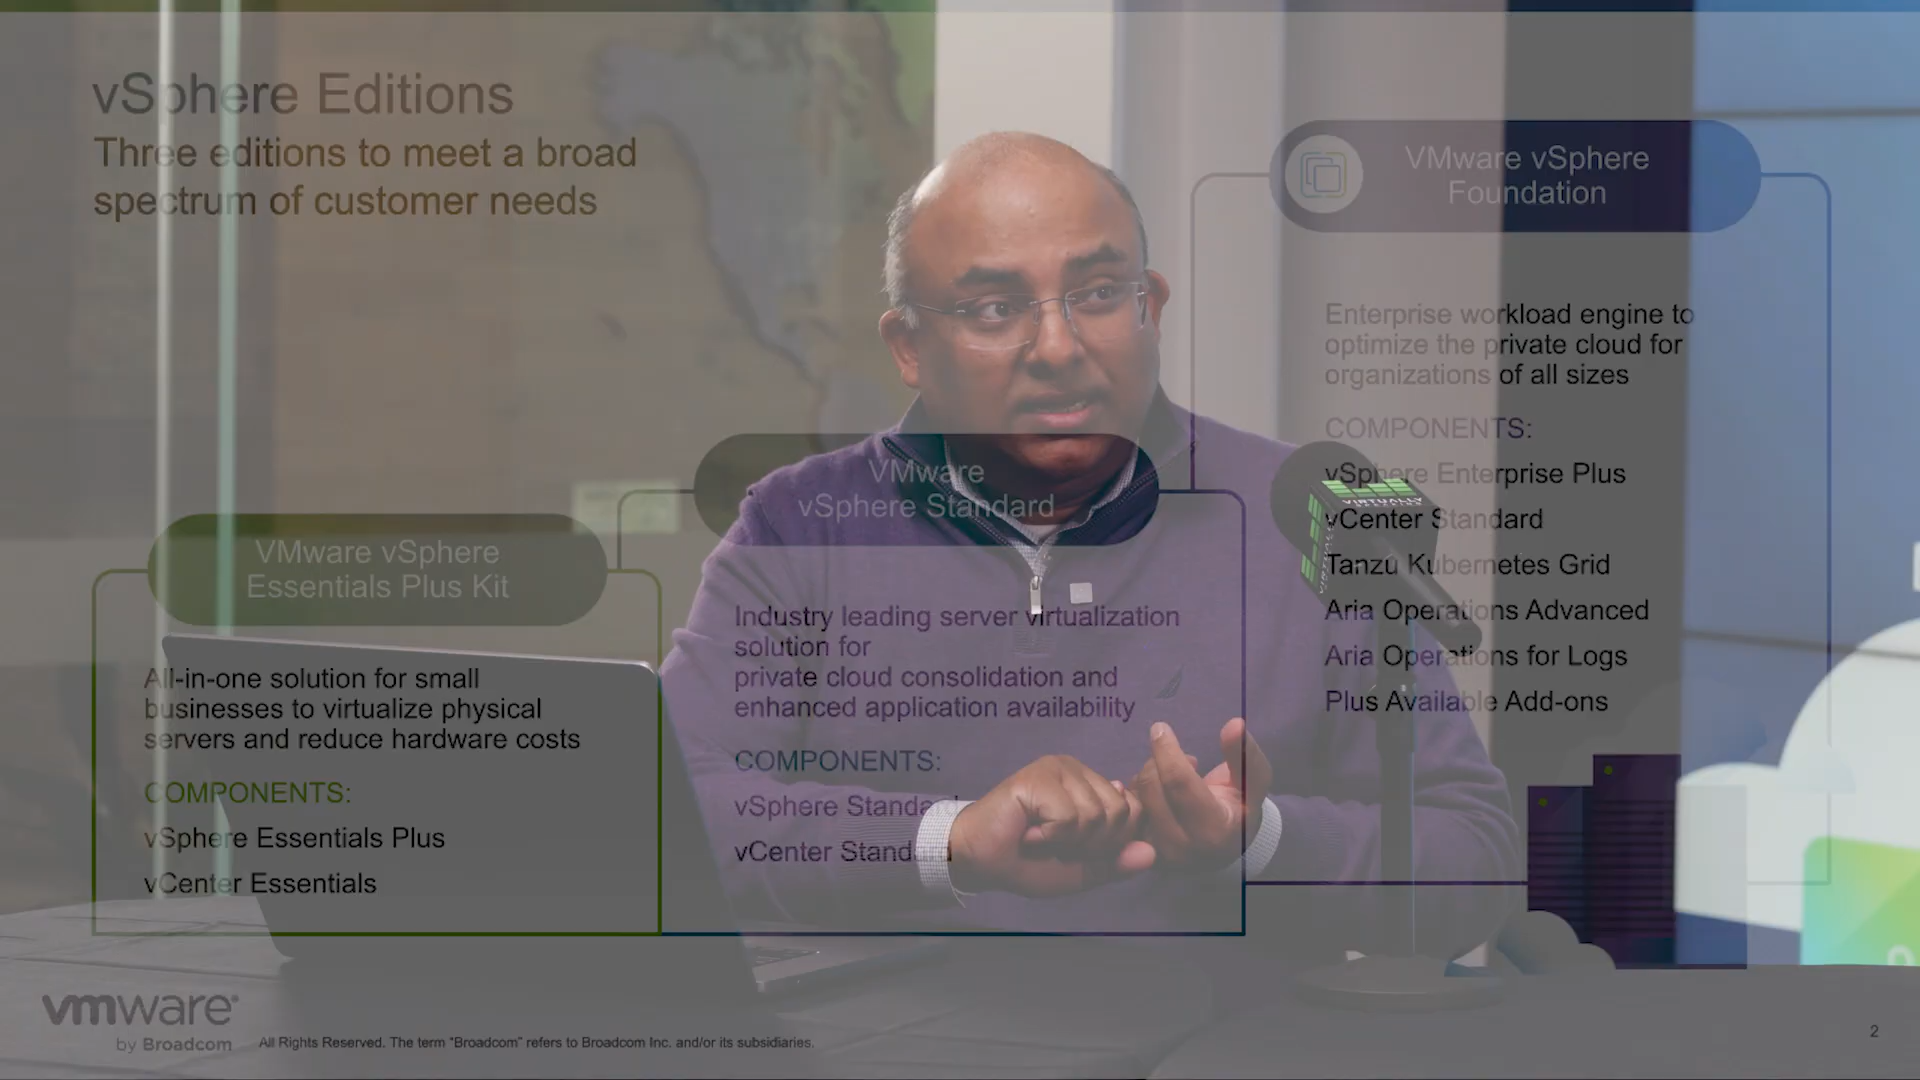 vSphere Editions
Three editions to meet a broad
spectrum of customer needs
VMware vSphere
Essentials Plus Kit
All-in-one solution for small
businesses to virtualize physical
servers and reduce hardware costs
COMPONENTS:
vSphere Essentials Plus
vCenter Essentials
VMware
vSphere Standard
Industry leading server virtualization
solution for
private cloud consolidation and
enhanced application availability
COMPONENTS:
vSphere Standard
vCenter Standard
VMware vSphere
Foundation
Enterprise workload engine to
optimize the private cloud for
organizations of all sizes
COMPONENTS:
vSphere Enterprise Plus
vCenter Standard
Tanzu Kubernetes Grid
Aria Operations Advanced
Aria Operations for Logs
Plus Available Add-ons
VIRTUALLY
vmware®
by Broadcom
All Rights Reserved. The term “Broadcom” refers to Broadcom Inc. and/or its subsidiaries.
2